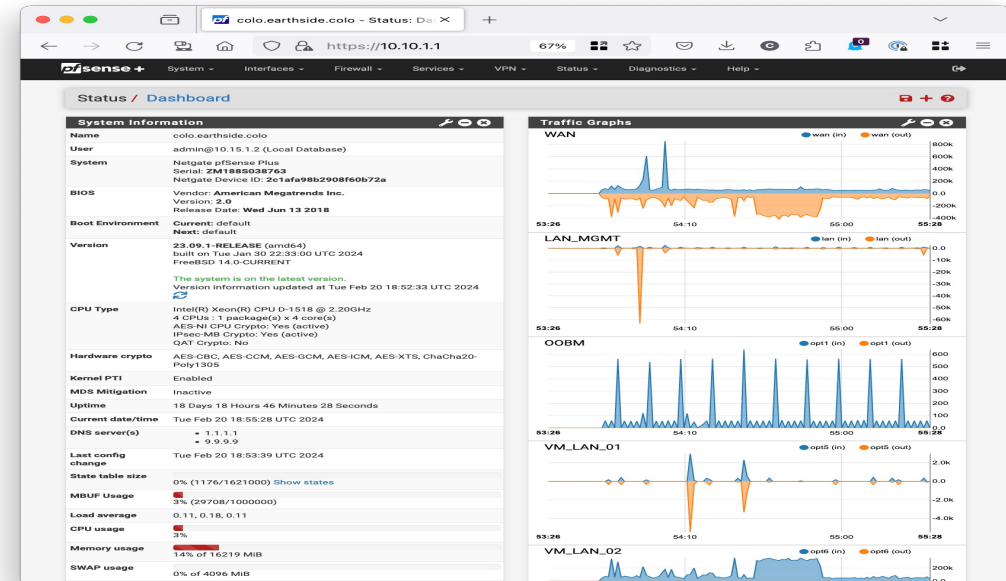 colo.earthside.colo - Status: Da
https://10.10.1.1
67%
0
pfsense+
System
Interfaces
Firewall
Services
VPN
Status
Diagnostics
Help
Status / Dashboard
System Information
Name colo.earthside.colo
User admin@10.15.1.2 (Local Database)
System Netgate pfSense Plus
Serial: ZM188S038763
Netgate Device ID: 2c1afa98b2908f60b72a
BIOS Vendor: American Megatrends Inc.
Version: 2.0
Release Date: Wed Jun 13 2018
Boot Environment Current: default
Next: default
Version 23.09.1-RELEASE (amd64)
built on Tue Jan 30 22:33:00 UTC 2024
FreeBSD 14.0-CURRENT
The system is on the latest version.
Version information updated at Tue Feb 20 18:52:33 UTC 2024
CPU Type Intel(R) Xeon(R) CPU D-1518 @ 2.20GHz
4 CPUs : 1 package(s) x 4 core(s)
AES-NI CPU Crypto: Yes (active)
IPsec-MB Crypto: Yes (active)
QAT Crypto: No
Hardware crypto AES-CBC, AES-CCM, AES-GCM, AES-ICM, AES-XTS, ChaCha20-
Poly1305
Kernel PTI Enabled
MDS Mitigation Inactive
Uptime 18 Days 18 Hours 46 Minutes 28 Seconds
Current date/time Tue Feb 20 18:55:28 UTC 2024
DNS server(s) • 1.1.1.1
• 9.9.9.9
Last config Tue Feb 20 18:53:39 UTC 2024
change
State table size 0% (1176/1621000) Show states
MBUF Usage 3% (29708/1000000)
Load average 0.11, 0.18, 0.11
CPU usage 3%
Memory usage 14% of 16219 MiB
SWAP usage 0% of 4096 MiB
Traffic Graphs
WAN wan (in) wan (out)
800k
600k
400k
200k
0.0
-200k
-400k
53:26 54:10 55:00 55:28
LAN_MGMT lan (in) lan (out)
0.0
-10k
-20k
-30k
-40k
-50k
-60k
53:26 54:10 55:00 55:28
OOBM opt1 (in) opt1 (out)
600
500
400
300
200
100
0.0
53:26 54:10 55:00 55:28
VM_LAN_01 opt5 (in) opt5 (out)
2.0k
0.0
-2.0k
-4.0k
53:26 54:10 55:00 55:28
VM_LAN_02 opt6 (in) opt6 (out)
200k
0.0